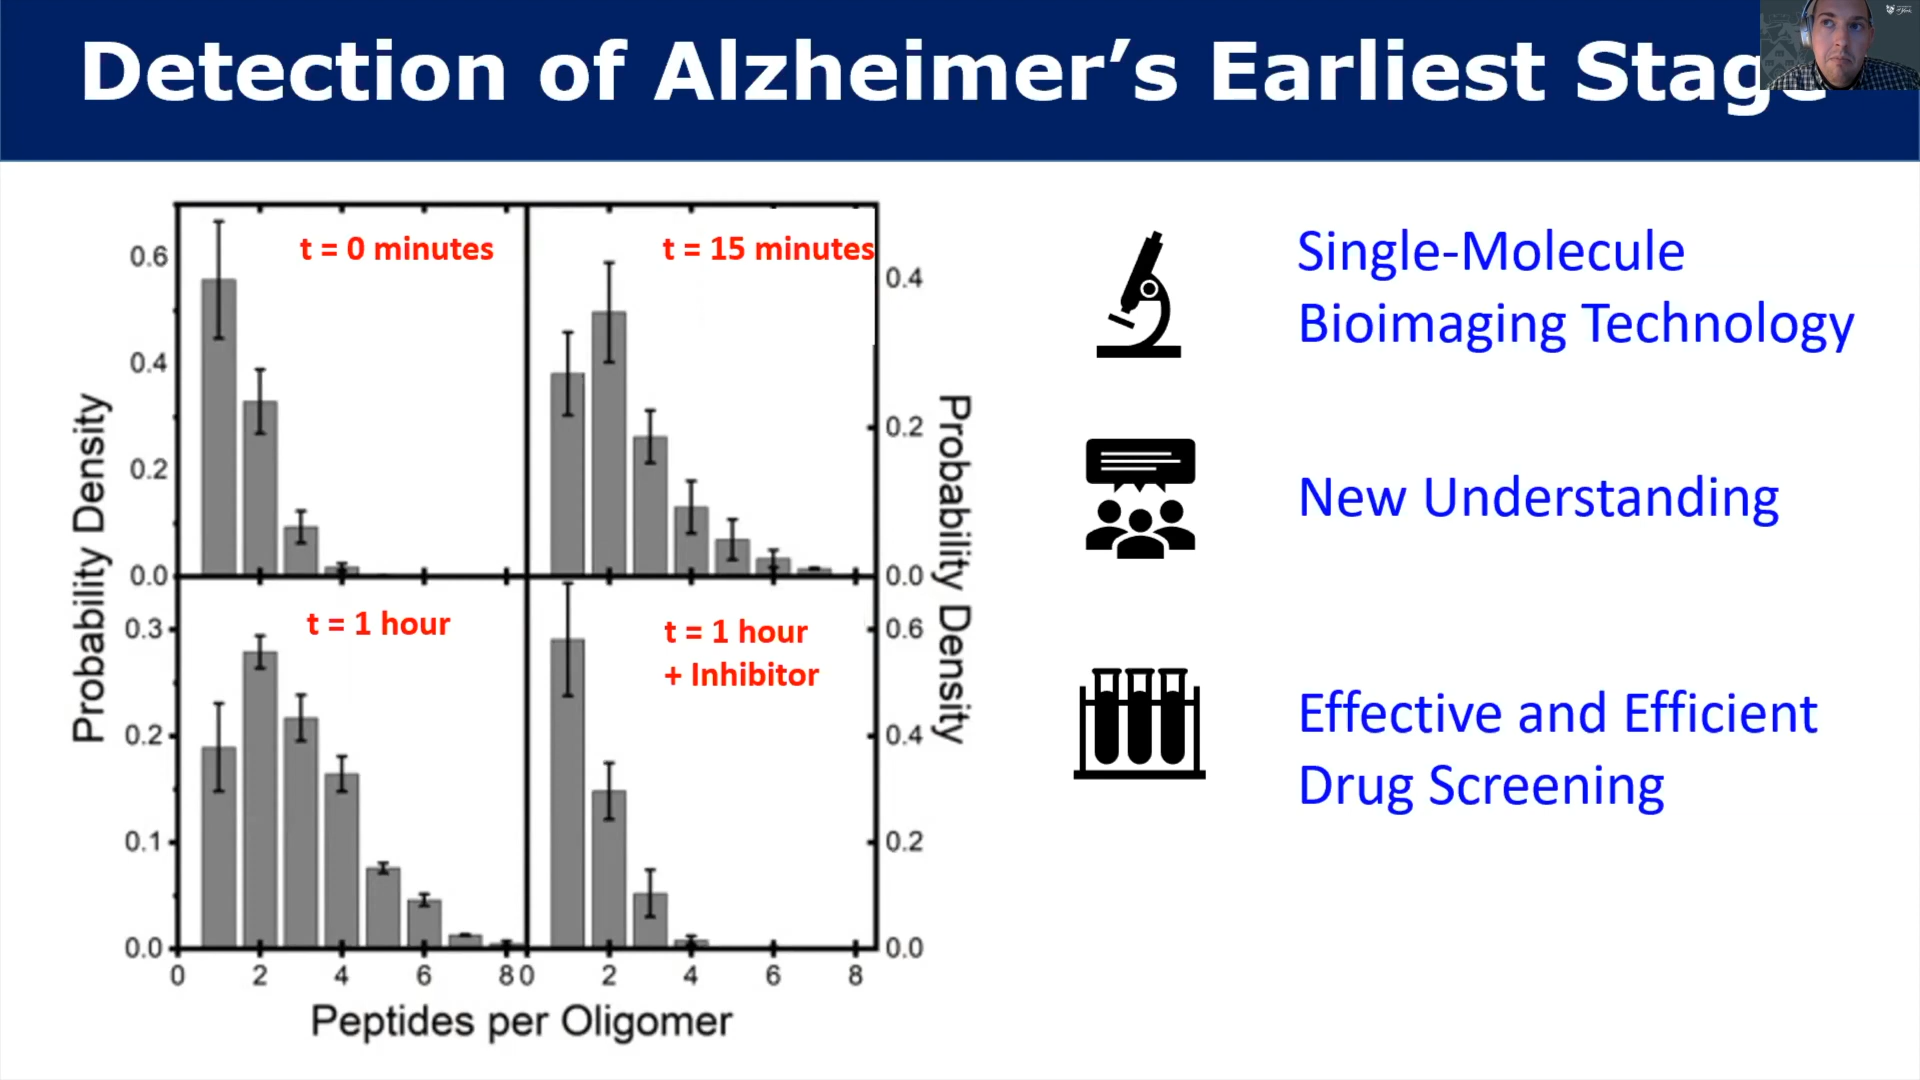 Detection of Alzheimer’s Earliest Stage
t = 0 minutes
t = 15 minutes
t = 1 hour
t = 1 hour
+ Inhibitor
Probability Density
0.6
0.4
0.2
0.0
0.3
0.2
0.1
0.0
0.4
0.2
0.0
0.6
0.4
0.2
0.0
Probability Density
0 2 4 6 8 0 2 4 6 8
Peptides per Oligomer
Single-Molecule
Bioimaging Technology
New Understanding
Effective and Efficient
Drug Screening